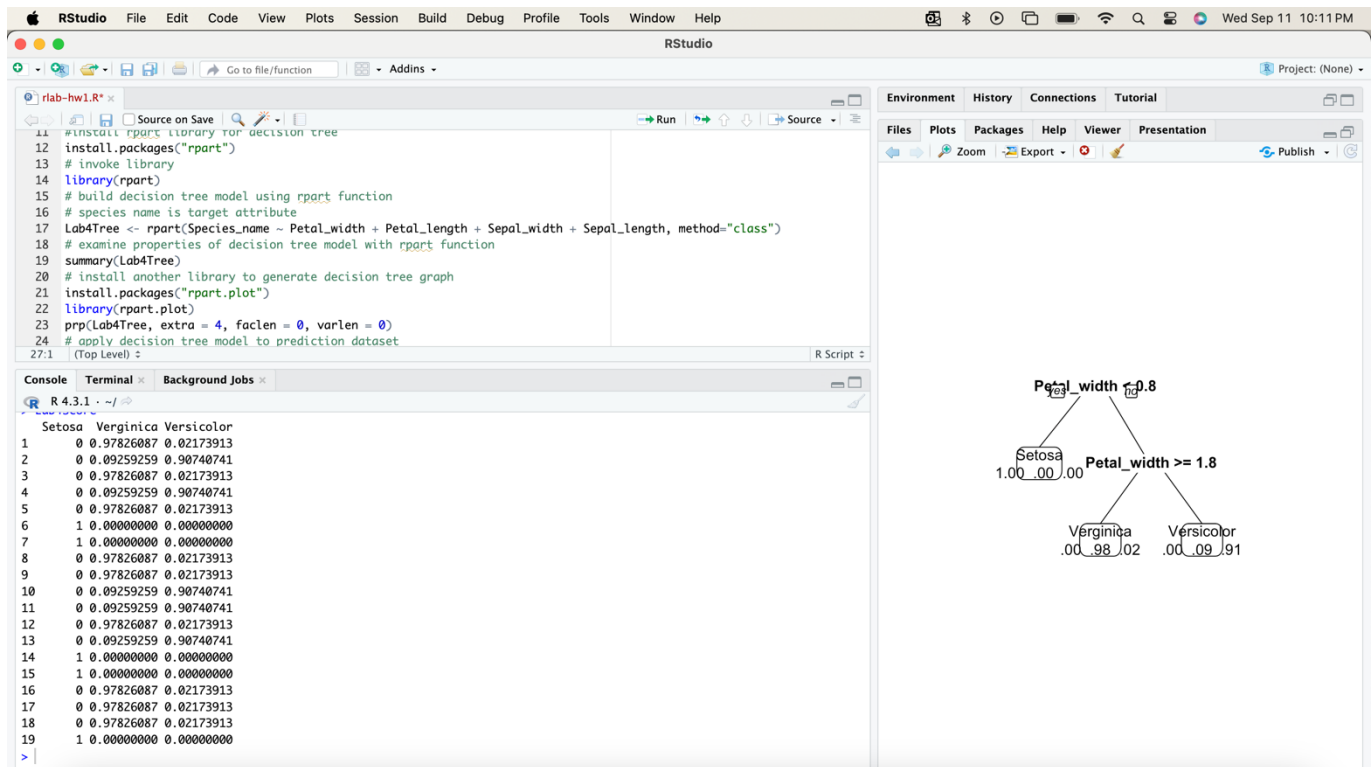 RStudio File Edit Code View Plots Session Build Debug Profile Tools Window Help Wed Sep 11 10:11 PM
RStudio
Go to file/function Addins Project: (None)
rlab-hw1.R*
Source on Save Run Source
11 #install rpart library for decision tree
12 install.packages("rpart")
13 # invoke library
14 library(rpart)
15 # build decision tree model using rpart function
16 # species name is target attribute
17 Lab4Tree <- rpart(Species_name ~ Petal_width + Petal_length + Sepal_width + Sepal_length, method="class")
18 # examine properties of decision tree model with rpart function
19 summary(Lab4Tree)
20 # install another library to generate decision tree graph
21 install.packages("rpart.plot")
22 library(rpart.plot)
23 prp(Lab4Tree, extra = 4, faclen = 0, varlen = 0)
24 # apply decision tree model to prediction dataset
27:1 (Top Level) R Script
Console Terminal Background Jobs
R 4.3.1 · ~/
> Lab4Score
Setosa Verginica Versicolor
1 0 0.97826087 0.02173913
2 0 0.09259259 0.90740741
3 0 0.97826087 0.02173913
4 0 0.09259259 0.90740741
5 0 0.97826087 0.02173913
6 1 0.00000000 0.00000000
7 1 0.00000000 0.00000000
8 0 0.97826087 0.02173913
9 0 0.97826087 0.02173913
10 0 0.09259259 0.90740741
11 0 0.09259259 0.90740741
12 0 0.97826087 0.02173913
13 0 0.09259259 0.90740741
14 1 0.00000000 0.00000000
15 1 0.00000000 0.00000000
16 0 0.97826087 0.02173913
17 0 0.97826087 0.02173913
18 0 0.97826087 0.02173913
19 1 0.00000000 0.00000000
>
Environment History Connections Tutorial
Files Plots Packages Help Viewer Presentation
Zoom Export Publish
Petal_width < 0.8
yes no
Setosa
1.00 .00 .00
Petal_width >= 1.8
Verginica
.00 .98 .02
Versicolor
.00 .09 .91